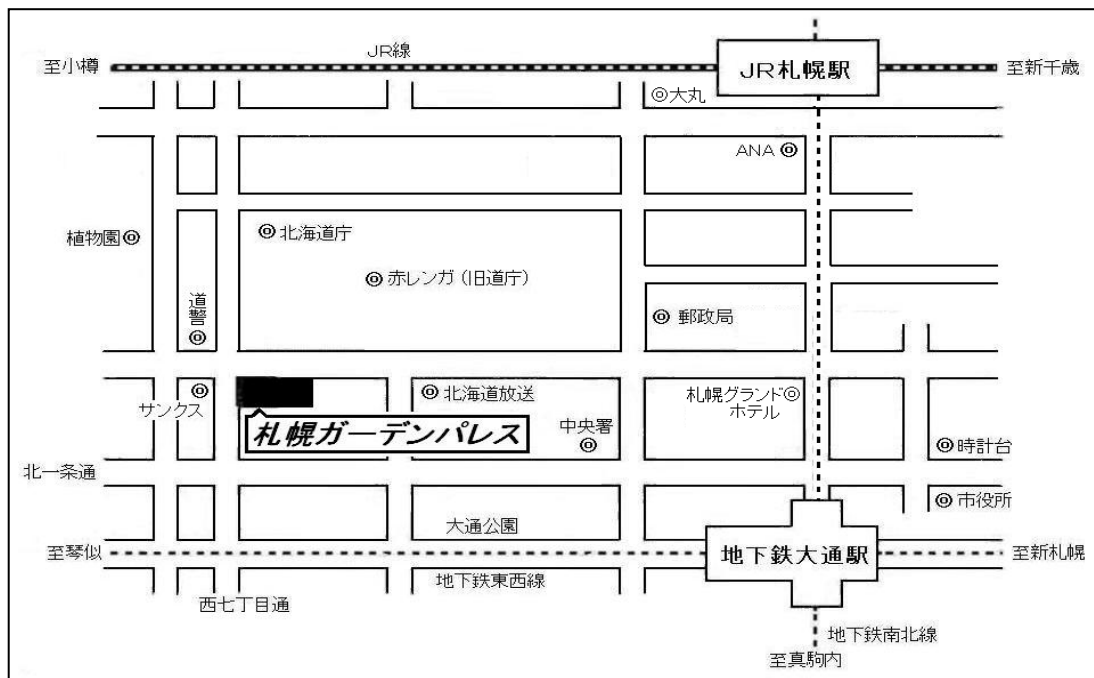 JR線
至小樽
JR札幌駅
至新千歳
◎大丸
ANA◎
植物園◎
◎北海道庁
◎赤レンガ(旧道庁)
道警
◎
◎郵政局
◎
サンクス
◎北海道放送
札幌グランド◎
ホテル
札幌ガーデンパレス
中央署
◎
◎時計台
北一条通
◎市役所
大通公園
至琴似
地下鉄大通駅
至新札幌
地下鉄東西線
西七丁目通
地下鉄南北線
至真駒内